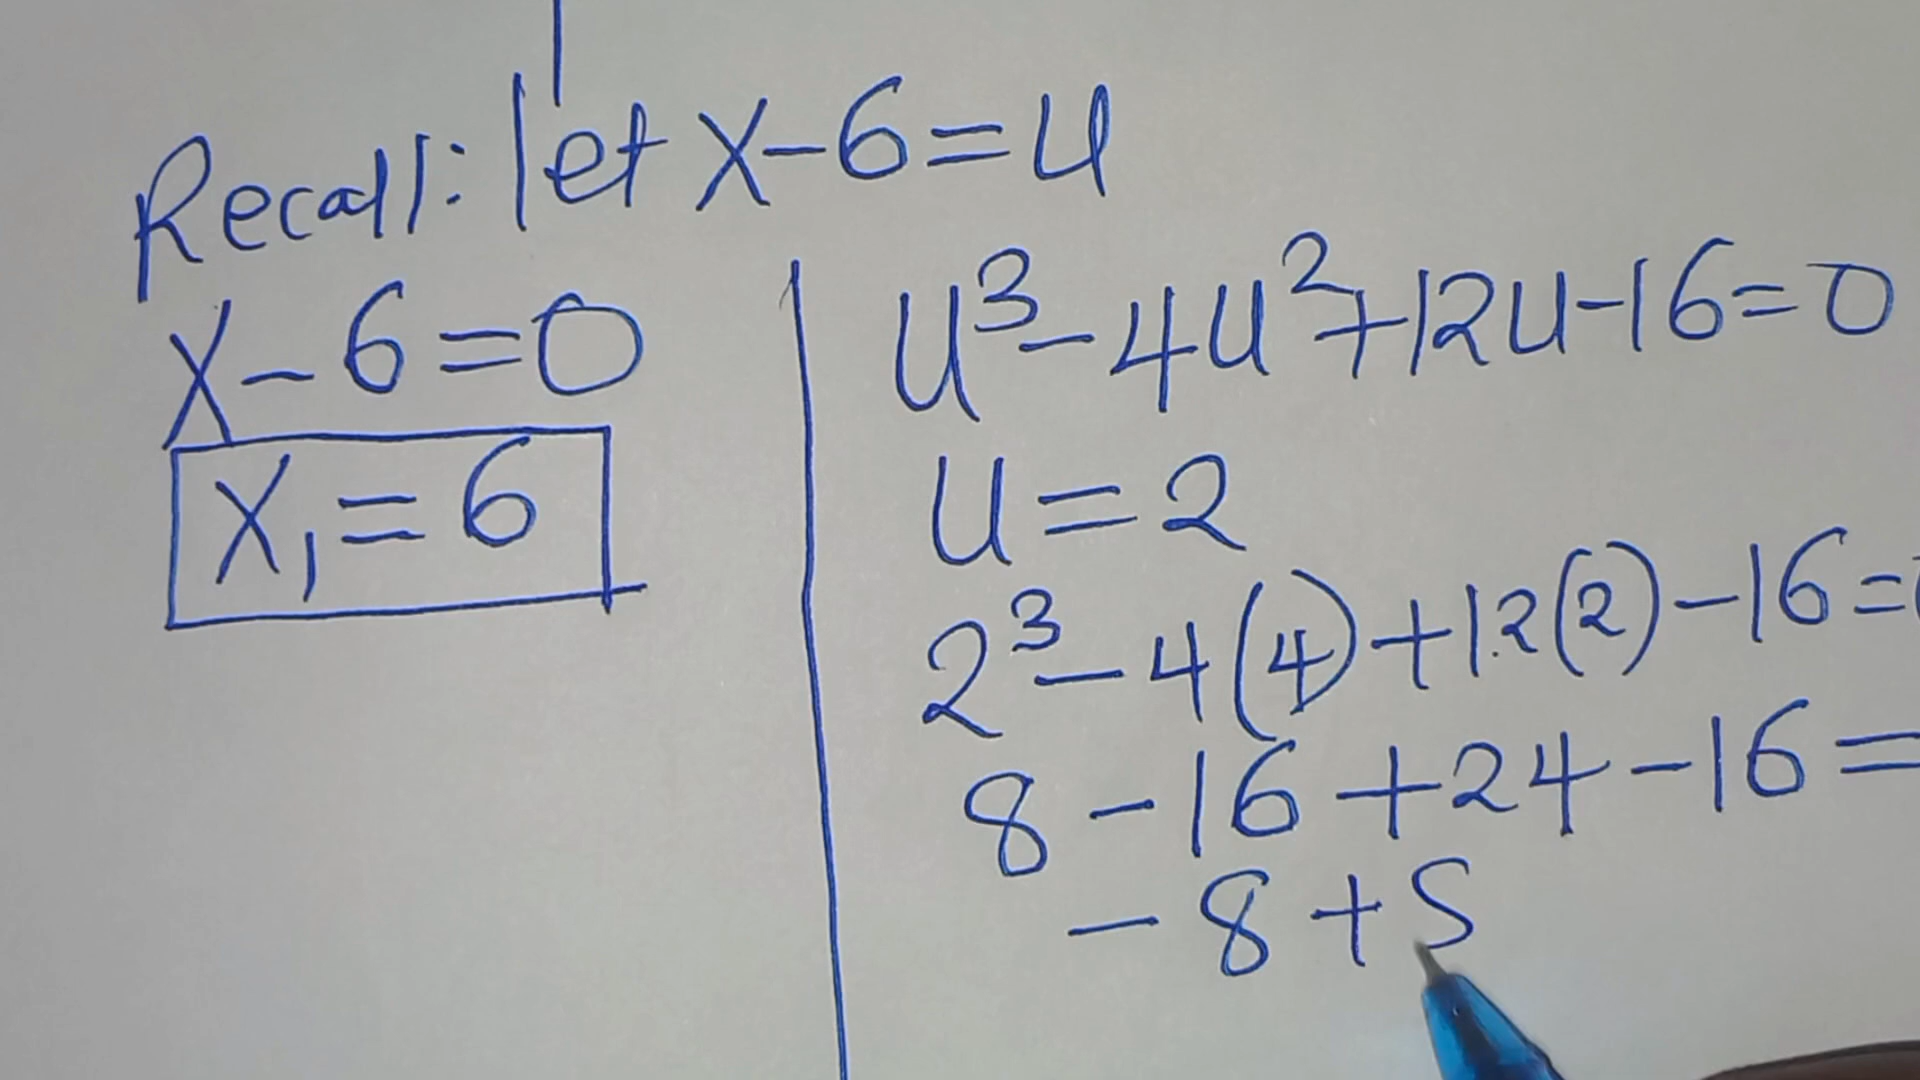 Recall: let x-6=u
x-6=0
x₁=6
u³-4u²+12u-16=0
u=2
2³-4(4)+12(2)-16=
8-16+24-16=
-8+